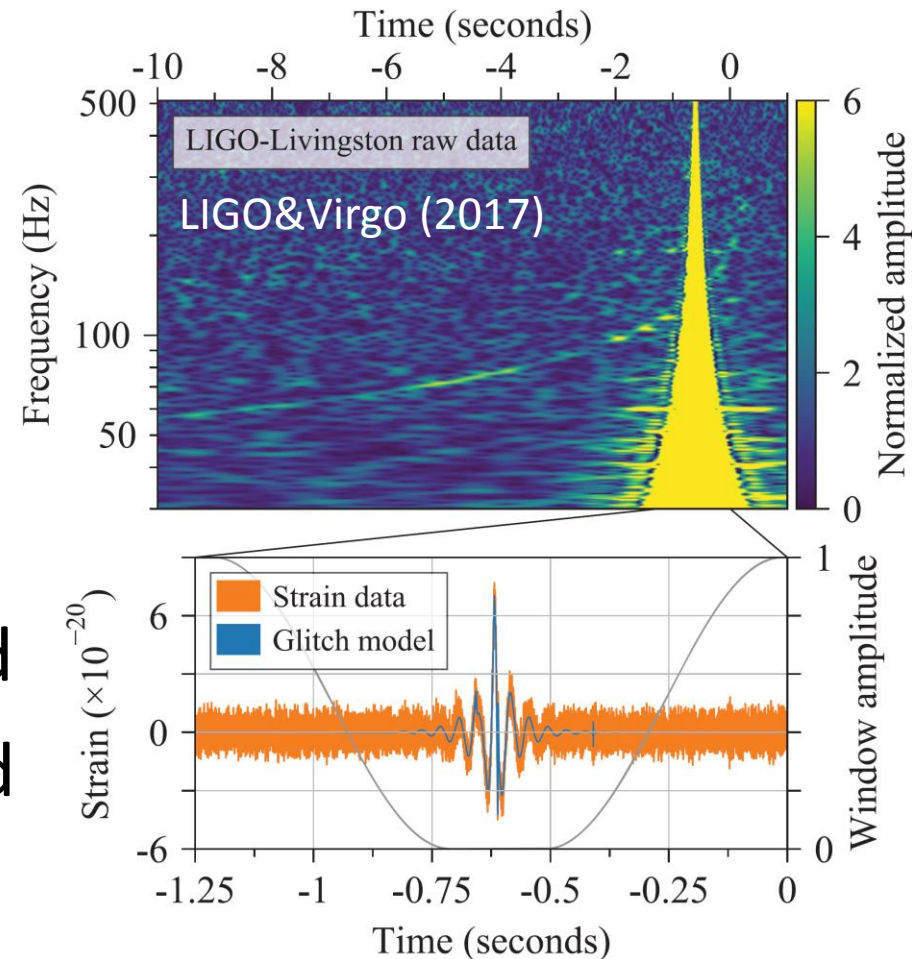 Time (seconds)
-10 -8 -6 -4 -2 0
500
100
50
Frequency (Hz)
LIGO-Livingston raw data
LIGO&Virgo (2017)
6
4
2
0
Normalized amplitude
Strain data
Glitch model
6
0
-6
Strain (×10⁻²⁰)
1
0
Window amplitude
-1.25 -1 -0.75 -0.5 -0.25 0
Time (seconds)